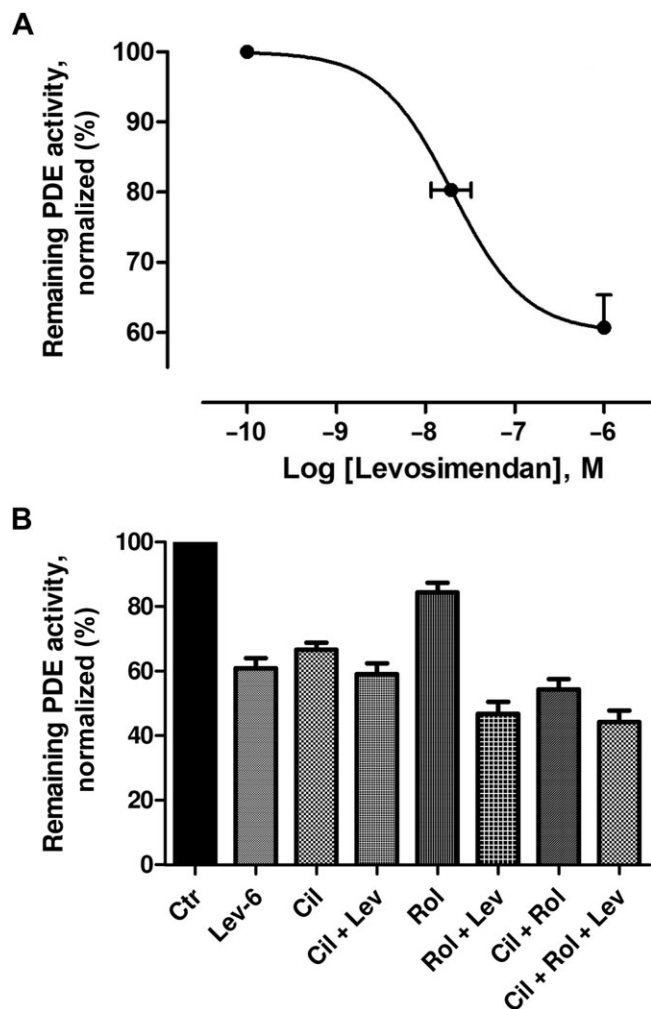 A
Remaining PDE activity,
normalized (%)
100
90
80
70
60
–10
–9
–8
–7
–6
Log [Levosimendan], M
B
Remaining PDE activity,
normalized (%)
100
80
60
40
20
0
Ctr
Lev-6
Cil
Cil + Lev
Rol
Rol + Lev
Cil + Rol
Cil + Rol + Lev